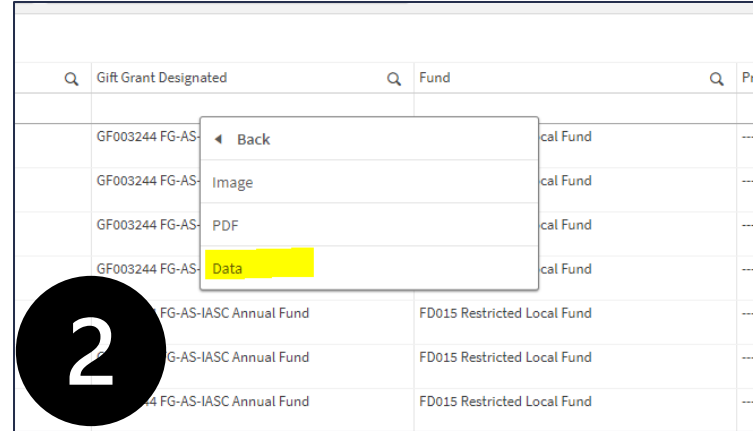 Gift Grant Designated Fund Pr
◀ Back
Image
PDF
Data
GF003244 FG-AS- cal Fund ---
GF003244 FG-AS- cal Fund ---
GF003244 FG-AS- cal Fund ---
GF003244 FG-AS- cal Fund ---
FG-AS-IASC Annual Fund FD015 Restricted Local Fund ---
G-AS-IASC Annual Fund FD015 Restricted Local Fund ---
44 FG-AS-IASC Annual Fund FD015 Restricted Local Fund ---
2